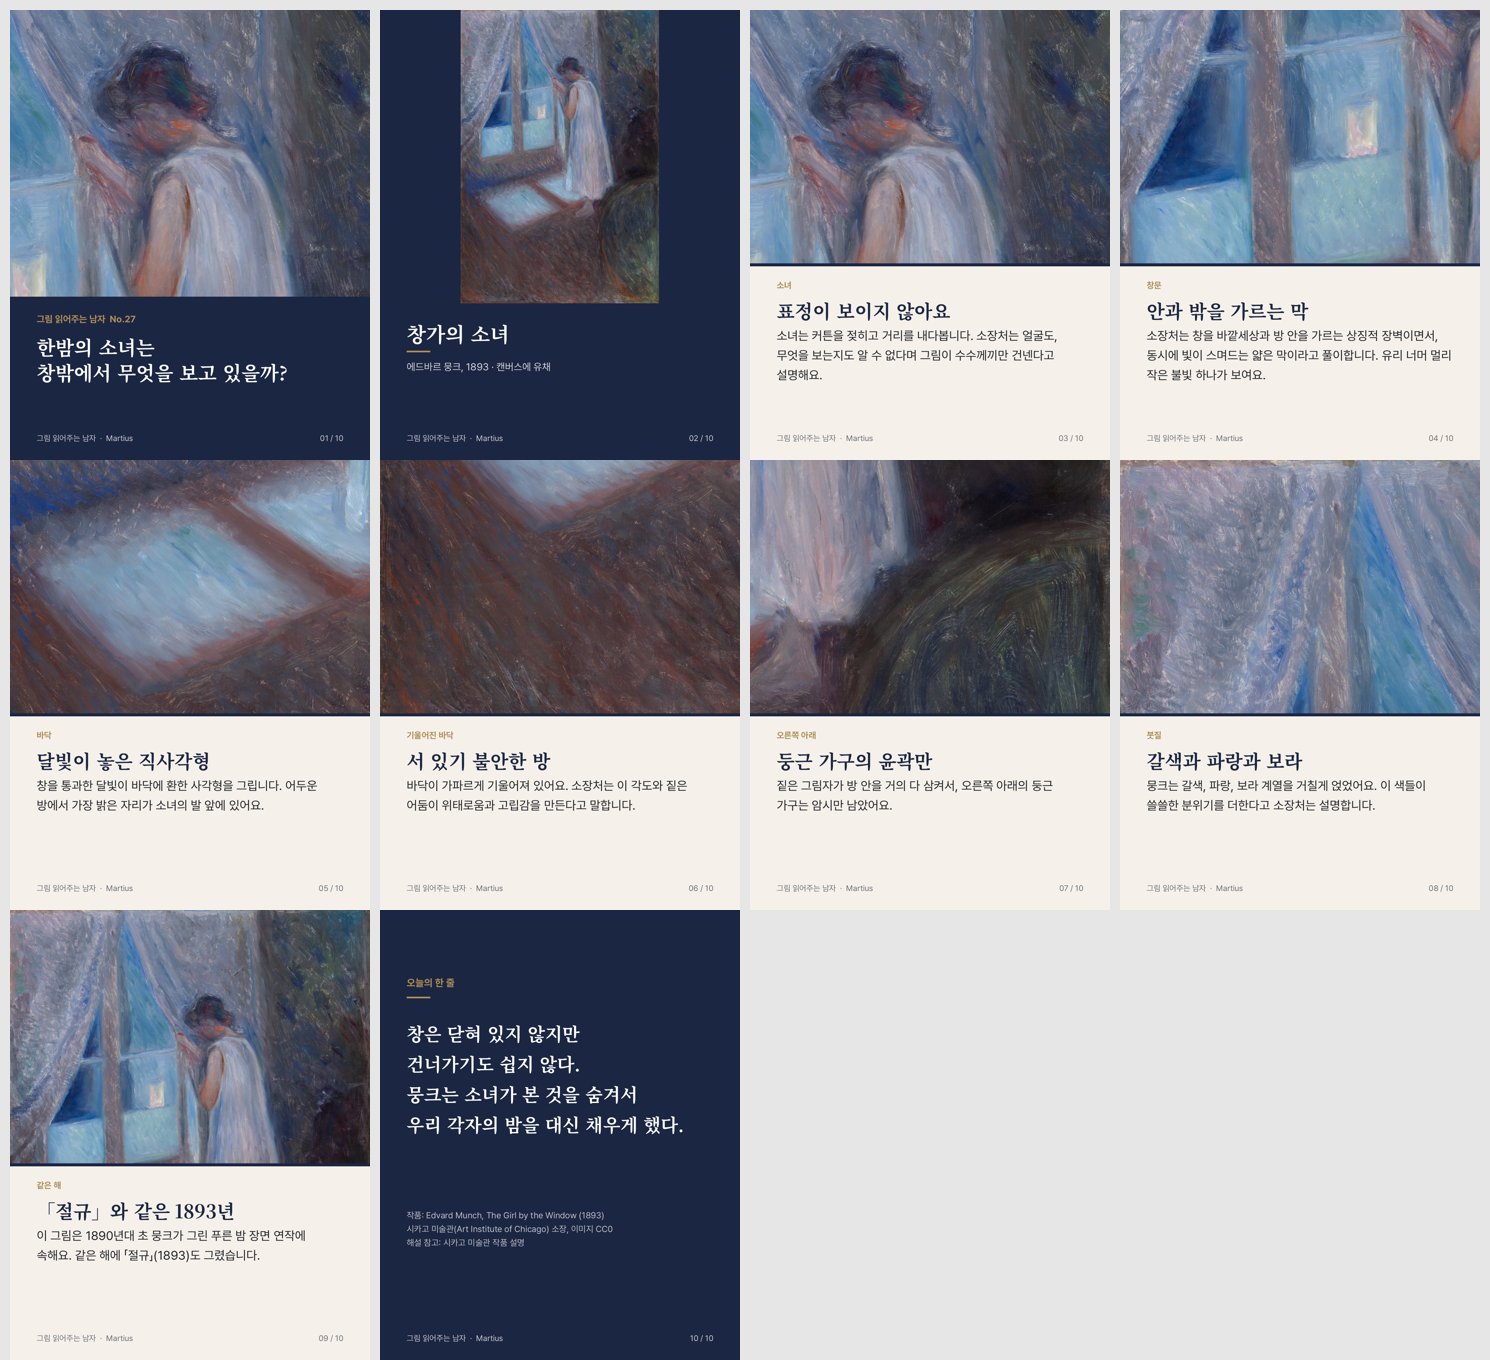 그림 읽어주는 남자 No.27
한밤의 소녀는
창밖에서 무엇을 보고 있을까?
그림 읽어주는 남자 · Martius
01 / 10
창가의 소녀
에드바르 뭉크, 1893 · 캔버스에 유채
그림 읽어주는 남자 · Martius
02 / 10
소녀
표정이 보이지 않아요
소녀는 커튼을 젖히고 거리를 내다봅니다. 소장처는 얼굴도,
무엇을 보는지도 알 수 없다며 그림이 수수께끼만 건넨다고
설명해요.
그림 읽어주는 남자 · Martius
03 / 10
창문
안과 밖을 가르는 막
소장처는 창을 바깥세상과 방 안을 가르는 상징적 장벽이면서,
동시에 빛이 스며드는 얇은 막이라고 풀이합니다. 유리 너머 멀리
작은 불빛 하나가 보여요.
그림 읽어주는 남자 · Martius
04 / 10
바닥
달빛이 놓은 직사각형
창을 통과한 달빛이 바닥에 환한 사각형을 그립니다. 어두운
방에서 가장 밝은 자리가 소녀의 발 앞에 있어요.
그림 읽어주는 남자 · Martius
05 / 10
기울어진 바닥
서 있기 불안한 방
바닥이 가파르게 기울어져 있어요. 소장처는 이 각도와 짙은
어둠이 위태로움과 고립감을 만든다고 말합니다.
그림 읽어주는 남자 · Martius
06 / 10
오른쪽 아래
둥근 가구의 윤곽만
짙은 그림자가 방 안을 거의 다 삼켜서, 오른쪽 아래의 둥근
가구는 암시만 남았어요.
그림 읽어주는 남자 · Martius
07 / 10
붓질
갈색과 파랑과 보라
뭉크는 갈색, 파랑, 보라 계열을 거칠게 얹었어요. 이 색들이
쓸쓸한 분위기를 더한다고 소장처는 설명합니다.
그림 읽어주는 남자 · Martius
08 / 10
같은 해
「절규」와 같은 1893년
이 그림은 1890년대 초 뭉크가 그린 푸른 밤 장면 연작에
속해요. 같은 해에 「절규」(1893)도 그렸습니다.
그림 읽어주는 남자 · Martius
09 / 10
오늘의 한 줄
창은 닫혀 있지 않지만
건너가기도 쉽지 않다.
뭉크는 소녀가 본 것을 숨겨서
우리 각자의 밤을 대신 채우게 했다.
작품: Edvard Munch, The Girl by the Window (1893)
시카고 미술관(Art Institute of Chicago) 소장, 이미지 CC0
해설 참고: 시카고 미술관 작품 설명
그림 읽어주는 남자 · Martius
10 / 10